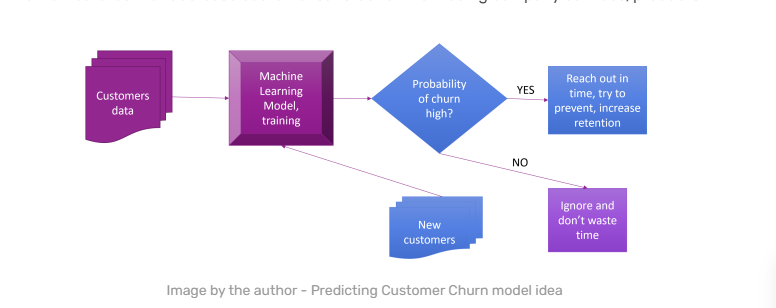 Customers
data
Machine
Learning
Model,
training
Probability
of churn
high?
YES
Reach out in
time, try to
prevent, increase
retention
NO
Ignore and
don't waste
time
New
customers
Image by the author - Predicting Customer Churn model idea